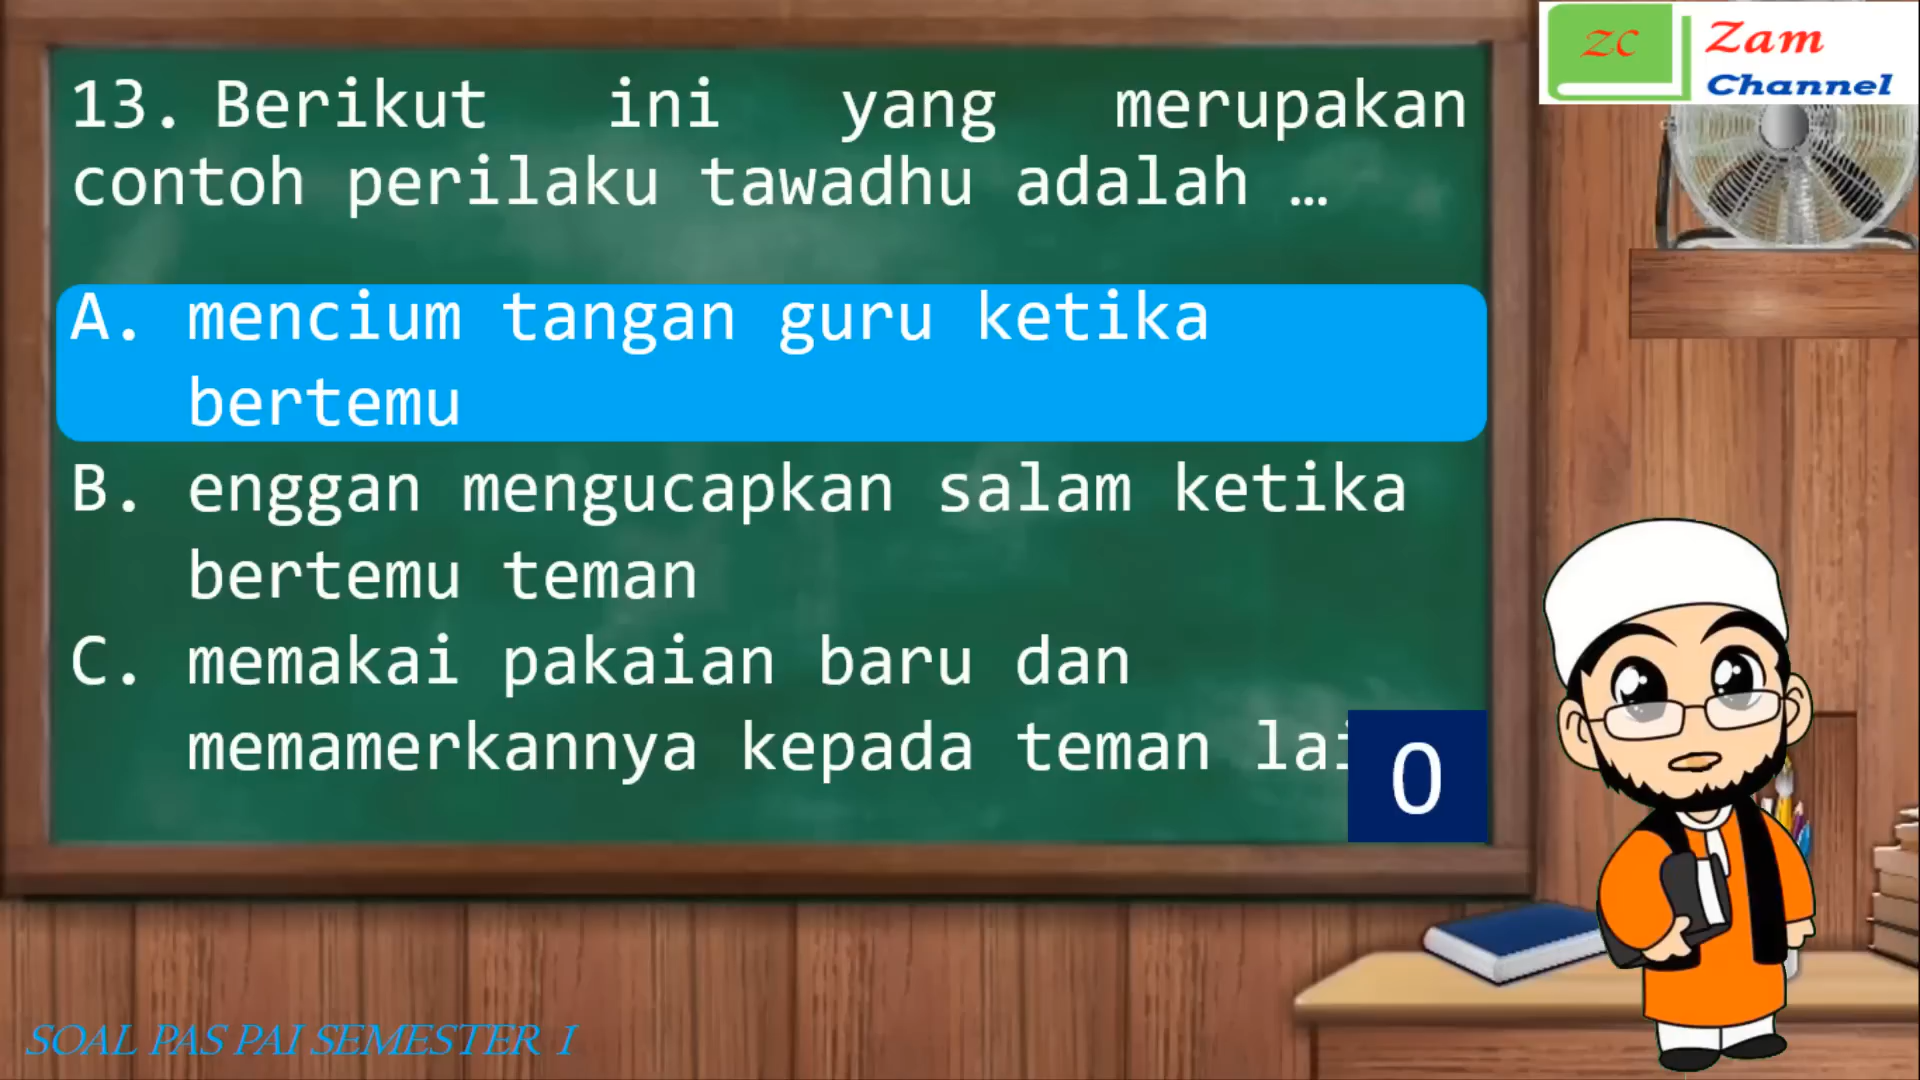 ZC
Zam
Channel
13. Berikut ini yang merupakan
contoh perilaku tawadhu adalah …
A. mencium tangan guru ketika
bertemu
B. enggan mengucapkan salam ketika
bertemu teman
C. memakai pakaian baru dan
memamerkannya kepada teman
0
SOAL PAS PAI SEMESTER I